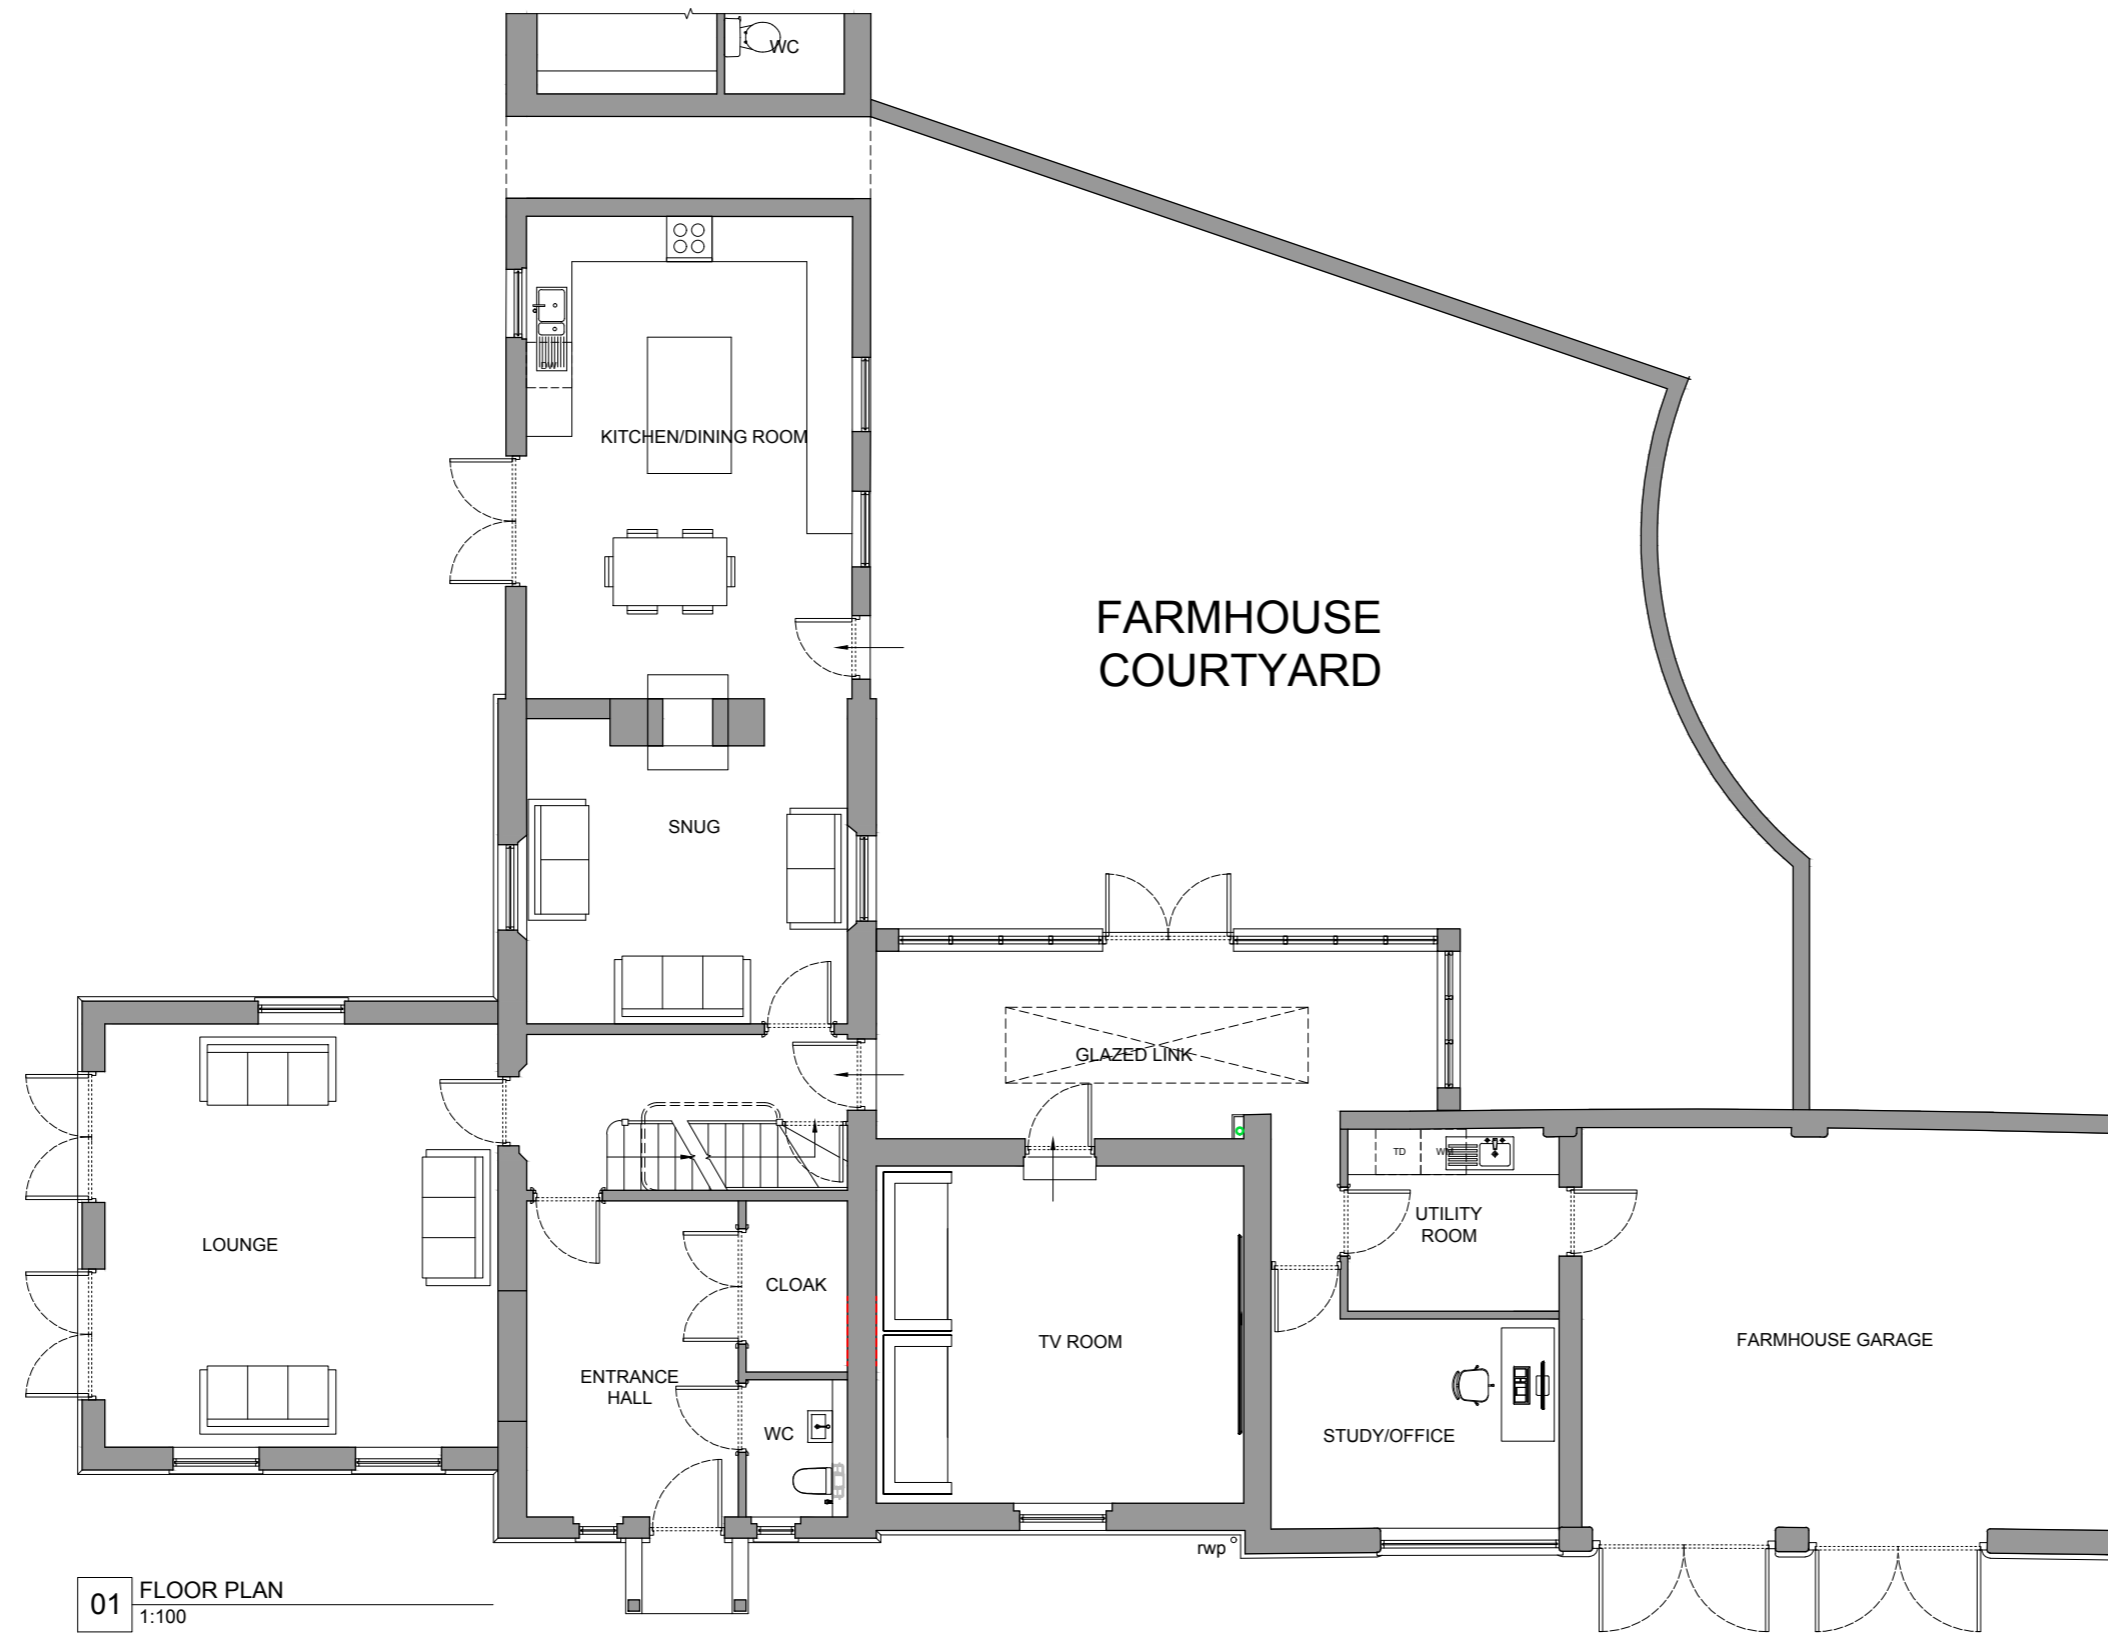 WC
DW
KITCHEN/DINING ROOM
FARMHOUSE
COURTYARD
SNUG
GLAZED LINK
TD
WM
UTILITY
ROOM
LOUNGE
CLOAK
TV ROOM
FARMHOUSE GARAGE
ENTRANCE
HALL
WC
STUDY/OFFICE
rwp
01 FLOOR PLAN
1:100